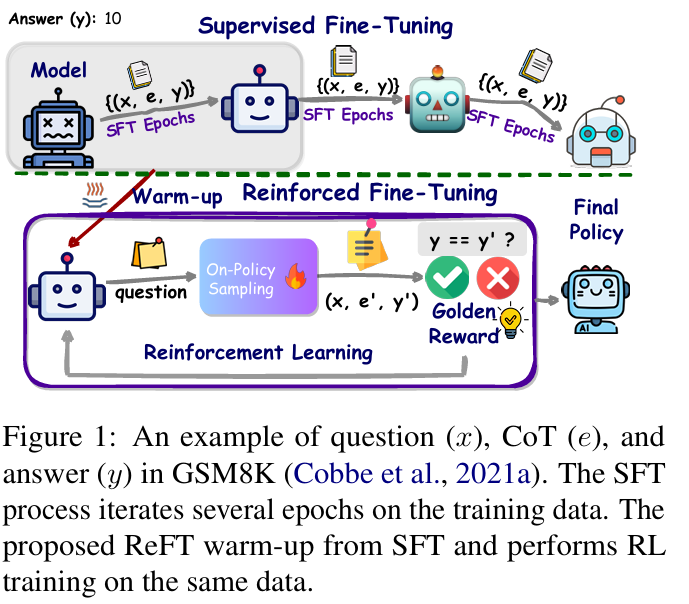 Answer (y): 10
Supervised Fine-Tuning
Model
{(x, e, y)}
SFT Epochs
{(x, e, y)}
SFT Epochs
{(x, e, y)}
SFT Epochs
Warm-up
Reinforced Fine-Tuning
Final
Policy
question
On-Policy
Sampling
(x, e', y')
y == y' ?
Golden
Reward
Reinforcement Learning
AI
Figure 1: An example of question (x), CoT (e), and
answer (y) in GSM8K (Cobbe et al., 2021a). The SFT
process iterates several epochs on the training data. The
proposed ReFT warm-up from SFT and performs RL
training on the same data.